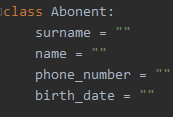 class Abonent:
    surname = ""
    name = ""
    phone_number = ""
    birth_date = ""